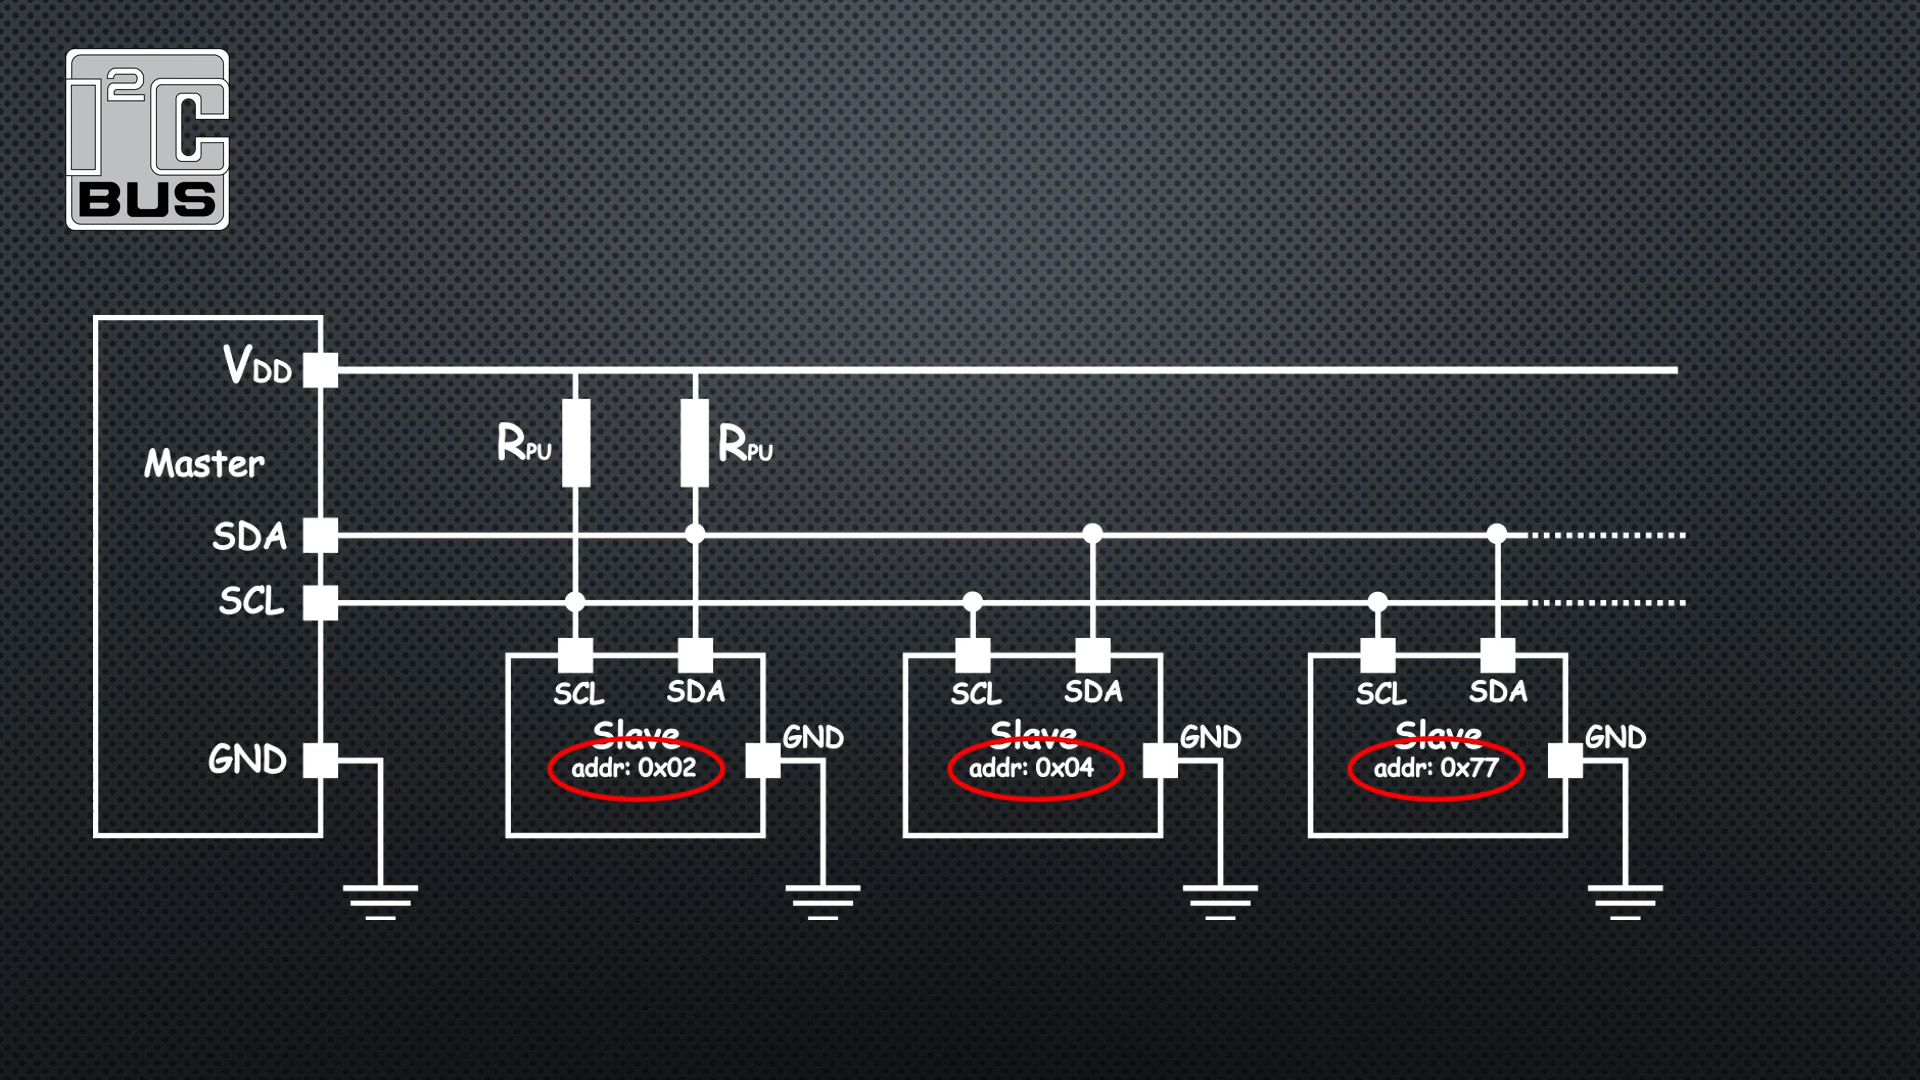 I²C
BUS
VDD
Master
SDA
SCL
GND
RPU
RPU
SCL SDA
Slave
addr: 0x02
GND
SCL SDA
Slave
addr: 0x04
GND
SCL SDA
Slave
addr: 0x77
GND